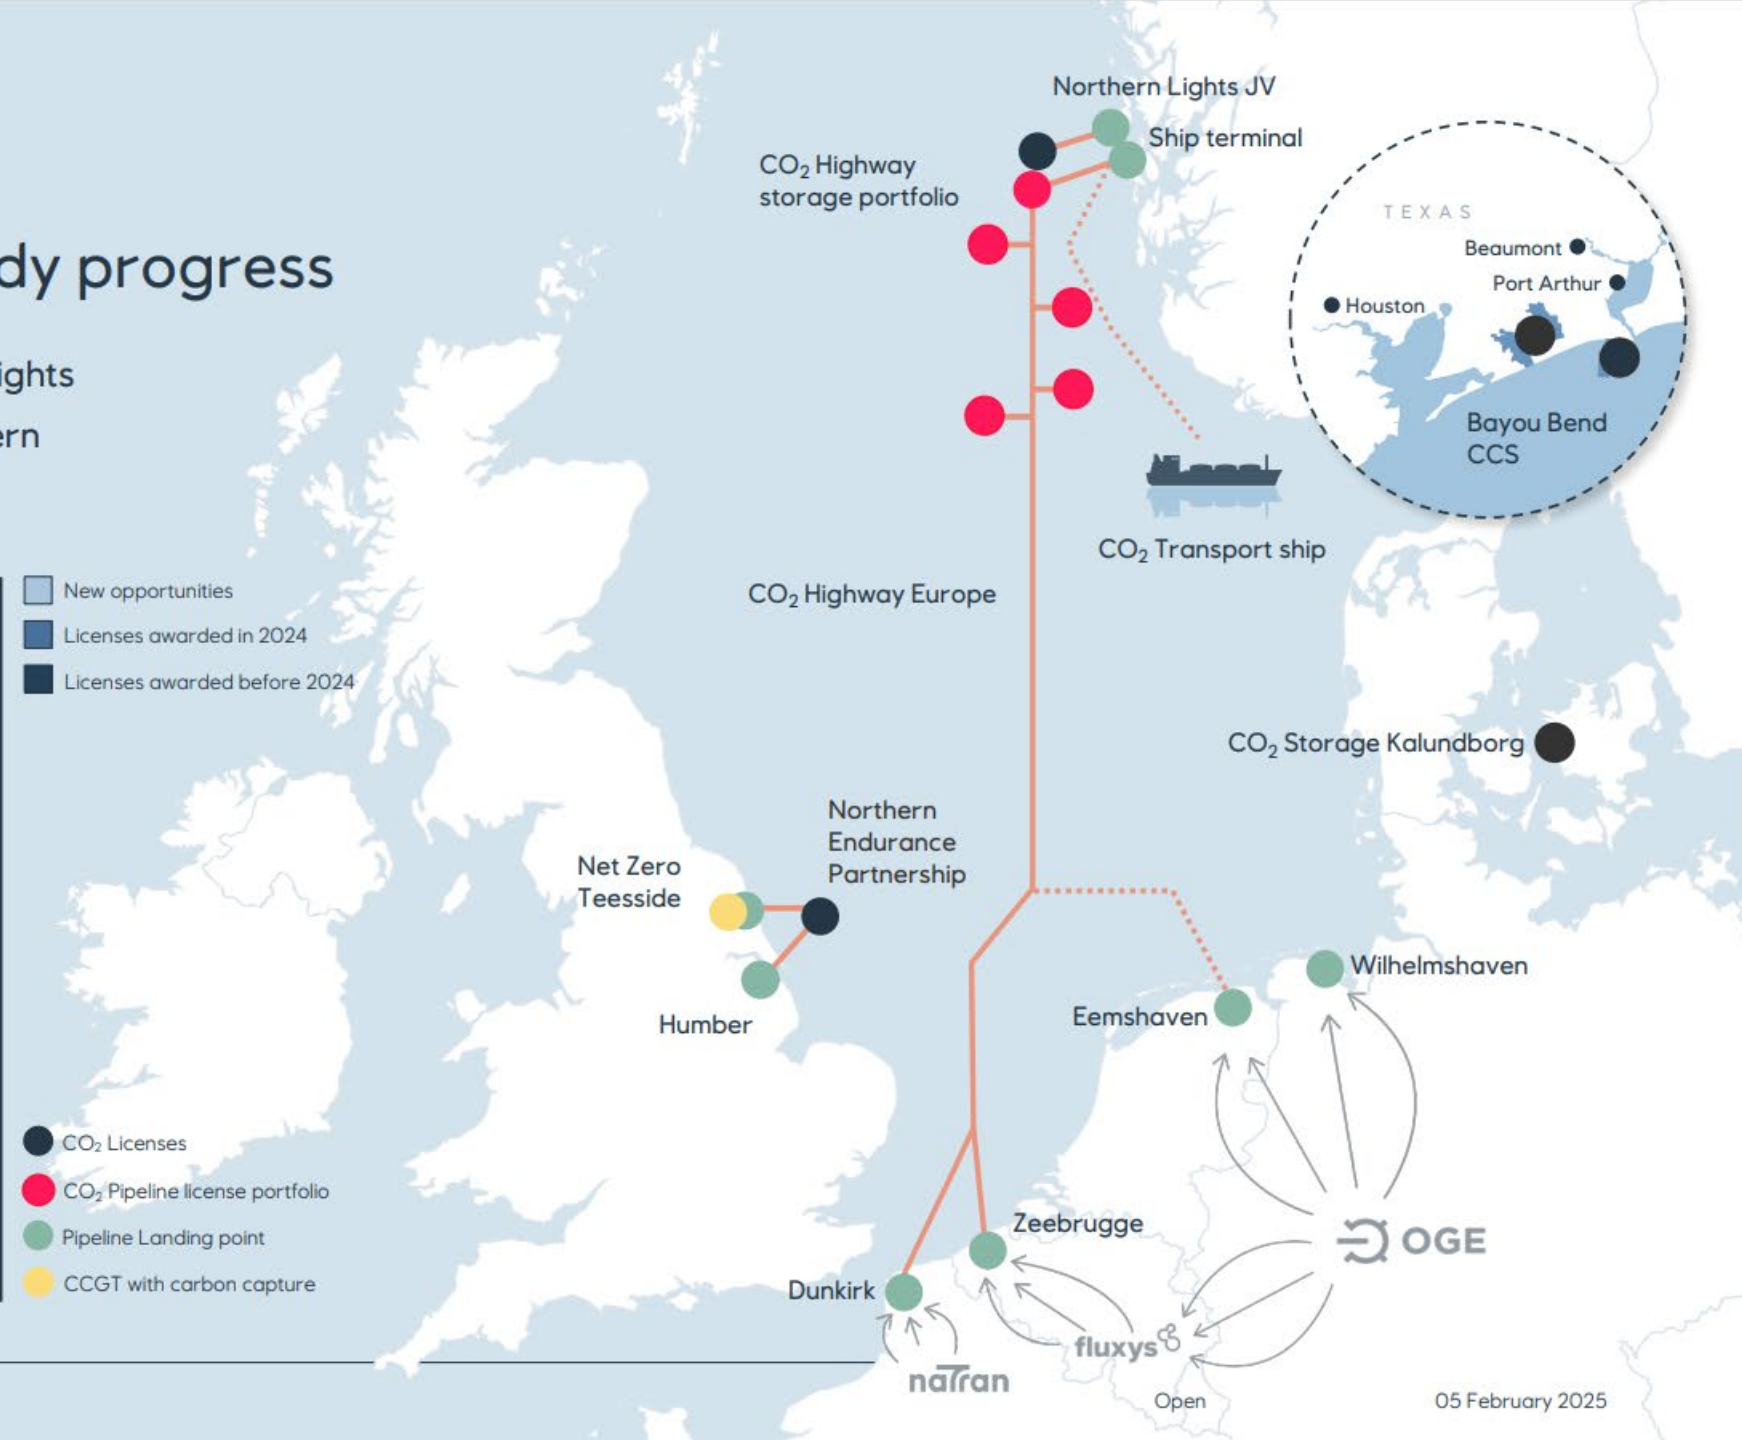 Northern Lights JV
Ship terminal
CO₂ Highway
storage portfolio
TEXAS
Beaumont
Port Arthur
Houston
Bayou Bend
CCS
dy progress
ights
ern
CO₂ Transport ship
New opportunities
Licenses awarded in 2024
Licenses awarded before 2024
CO₂ Highway Europe
CO₂ Storage Kalundborg
Northern
Endurance
Partnership
Net Zero
Teesside
Humber
Wilhelmshaven
Eemshaven
CO₂ Licenses
CO₂ Pipeline license portfolio
Pipeline Landing point
CCGT with carbon capture
Zeebrugge
OGE
Dunkirk
fluxys
naTran
Open
05 February 2025